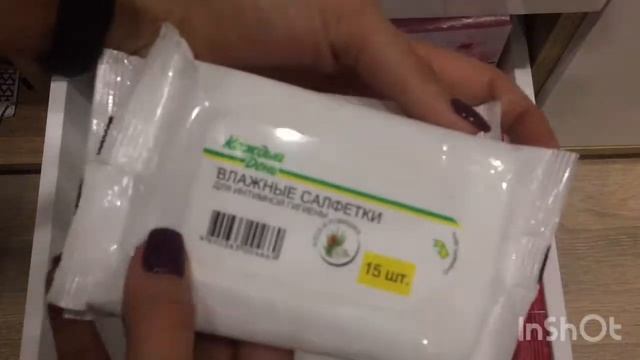 Каждый
День
ВЛАЖНЫЕ САЛФЕТКИ
ДЛЯ ИНТИМНОЙ ГИГИЕНЫ
15 шт.
InShOt